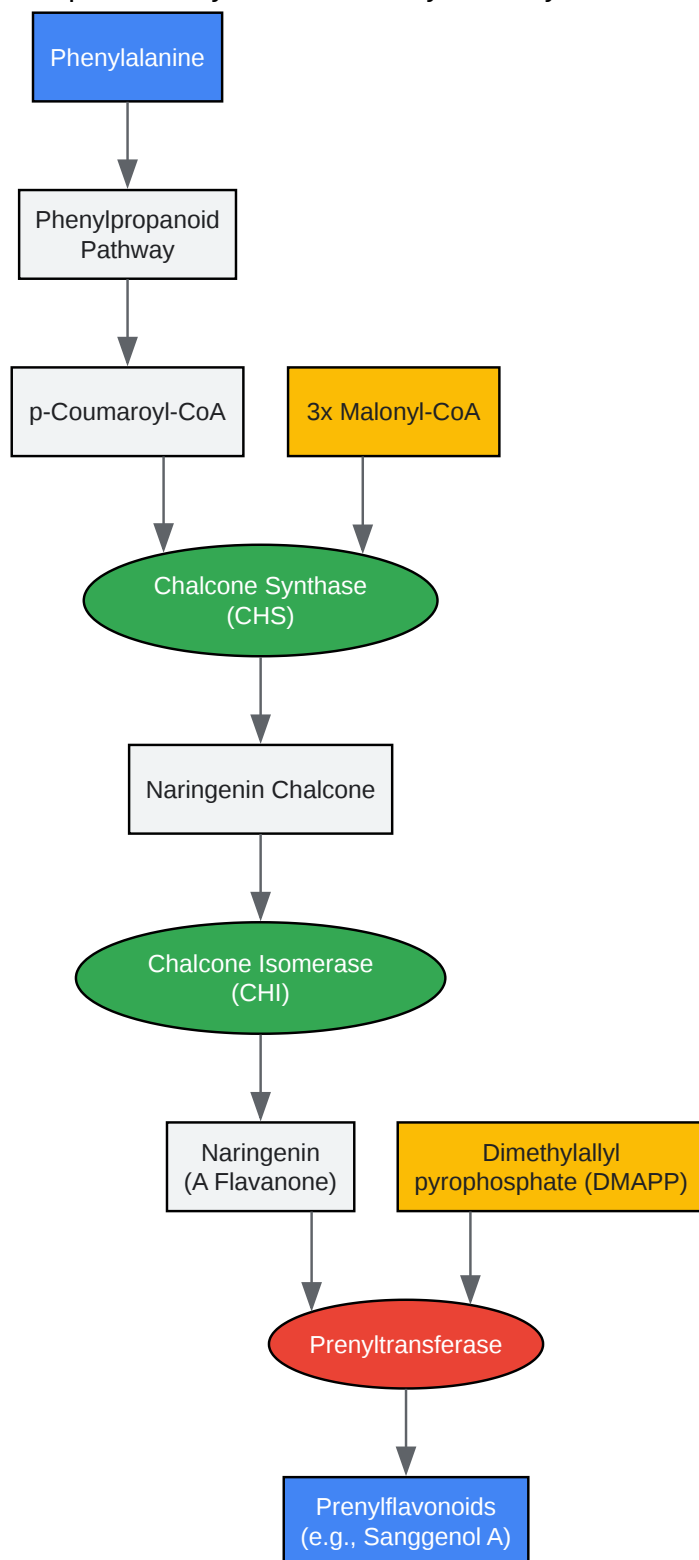 Phenylalanine
Phenylpropanoid
Pathway
p-Coumaroyl-CoA
3x Malonyl-CoA
Chalcone Synthase
(CHS)
Naringenin Chalcone
Chalcone Isomerase
(CHI)
Naringenin
(A Flavanone)
Dimethylallyl
pyrophosphate (DMAPP)
Prenyltransferase
Prenylflavonoids
(e.g., Sanggenol A)